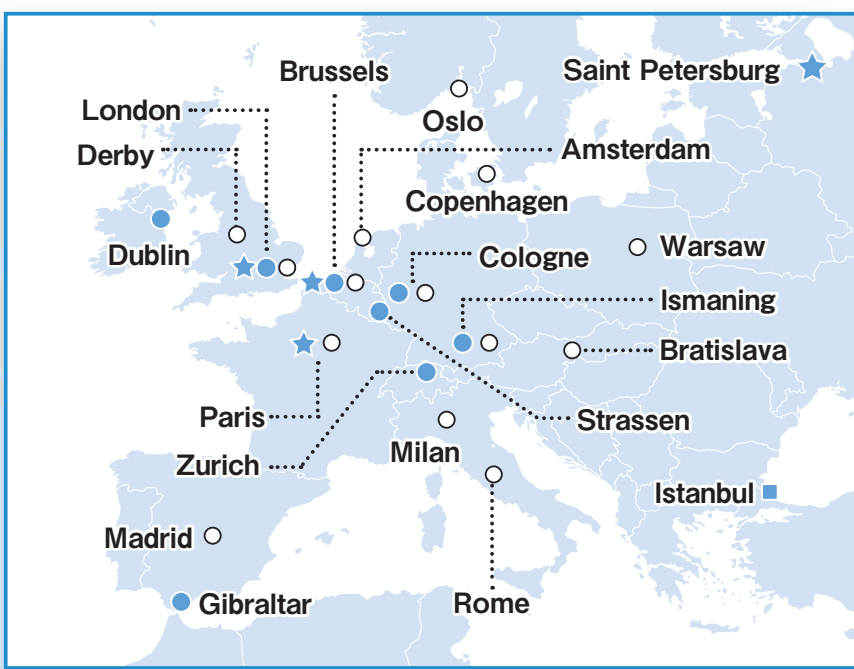 Brussels
Saint Petersburg
London
Oslo
Derby
Amsterdam
Copenhagen
Dublin
Warsaw
Cologne
Ismaning
Bratislava
Paris
Strassen
Milan
Zurich
Istanbul
Madrid
Gibraltar
Rome